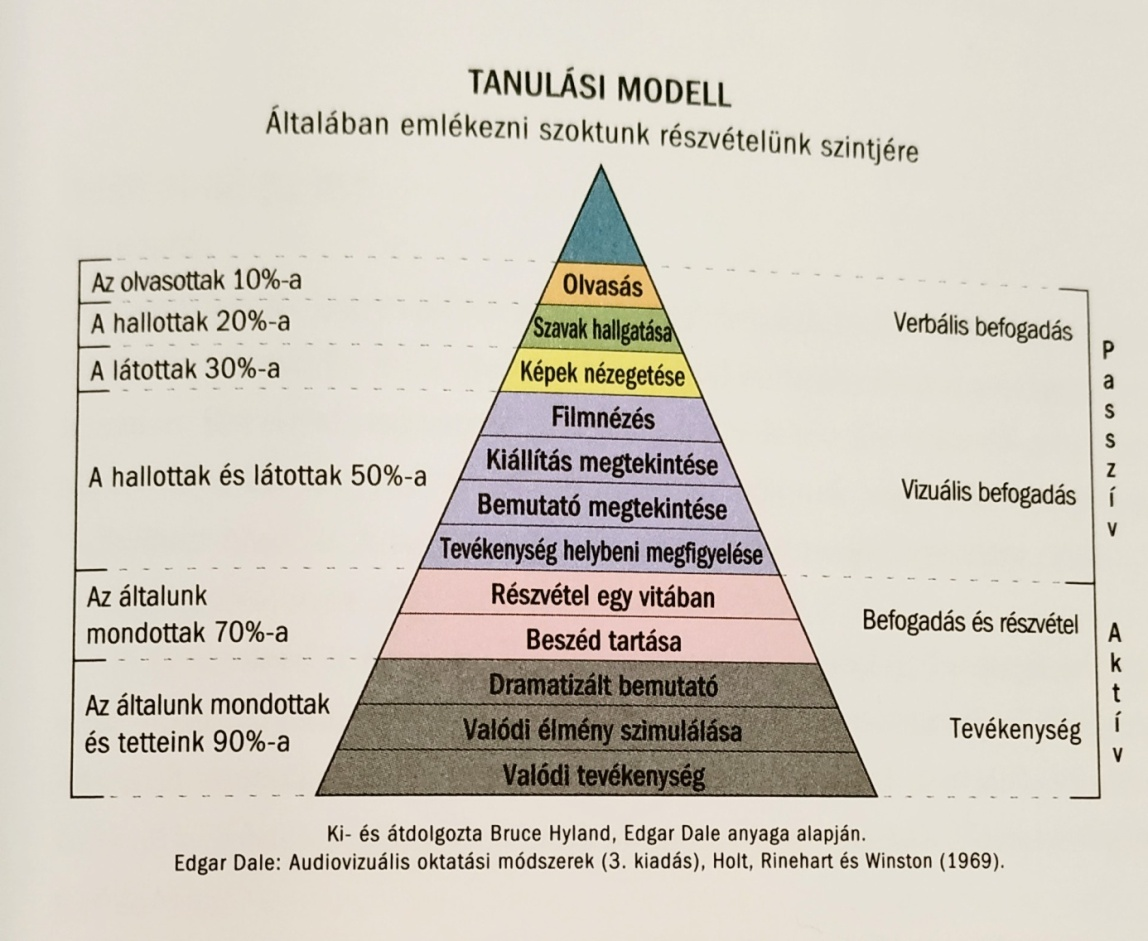 TANULÁSI MODELL
Általában emlékezni szoktunk részvételünk szintjére
Az olvasottak 10%-a
A hallottak 20%-a
A látottak 30%-a
A hallottak és látottak 50%-a
Az általunk
mondottak 70%-a
Az általunk mondottak
és tetteink 90%-a
Olvasás
Szavak hallgatása
Képek nézegetése
Filmnézés
Kiállítás megtekintése
Bemutató megtekintése
Tevékenység helybeni megfigyelése
Részvétel egy vitában
Beszéd tartása
Dramatizált bemutató
Valódi élmény szimulálása
Valódi tevékenység
Verbális befogadás
Vizuális befogadás
Befogadás és részvétel
Tevékenység
Passzív
Aktív
Ki- és átdolgozta Bruce Hyland, Edgar Dale anyaga alapján.
Edgar Dale: Audiovizuális oktatási módszerek (3. kiadás), Holt, Rinehart és Winston (1969).